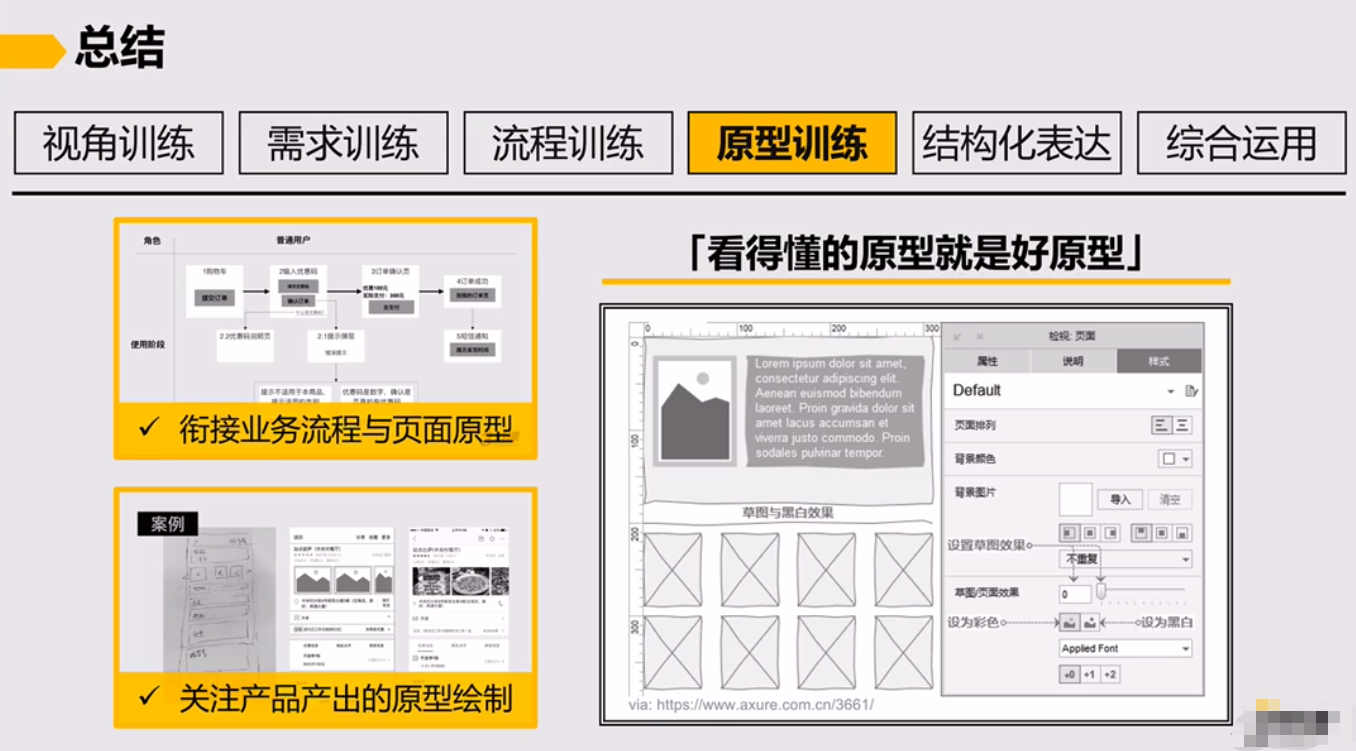 总结
视角训练
需求训练
流程训练
原型训练
结构化表达
综合运用
角色
普通用户
1购物车
提交订单
2输入优惠码
填写优惠码
确认订单
3订单确认页
优惠100元
实际支付：300元
去支付
4订单成功
到我的订单页
使用阶段
2.2优惠码说明页
2.1提示弹层
错误提示
5短信通知
提示发货时间
提示不适用于本商品，
优惠码是数字，确认是
✓ 衔接业务流程与页面原型
案例
✓ 关注产品产出的原型绘制
「看得懂的原型就是好原型」
0 100 200 300
0
100
200
300
Lorem ipsum dolor sit amet,
consectetur adipiscing elit.
Aenean euismod bibendum
laoreet. Proin gravida dolor sit
amet lacus accumsan et
viverra justo commodo. Proin
sodales pulvinar tempor.
草图与黑白效果
检视: 页面
属性 说明 样式
Default
页面排列
背景颜色
背景图片
导入 清空
设置草图效果
不重复
草图/页面效果
0
设为彩色
设为黑白
Applied Font
+0 +1 +2
via: https://www.axure.com.cn/3661/